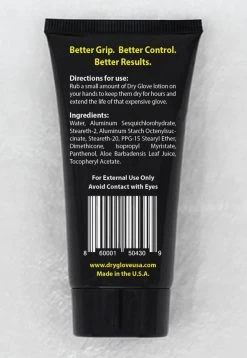 Better Grip. Better Control.
Better Results.
Directions for use:
Rub a small amount of Dry Glove lotion on
your hands to keep them dry for hours and
extend the life of that expensive glove.
Ingredients:
Water, Aluminum Sesquichlorohydrate,
Steareth-2, Aluminum Starch Octenylsuc-
cinate, Steareth-20, PPG-15 Stearyl Ether,
Dimethicone, Isopropyl Myristate,
Panthenol, Aloe Barbadensis Leaf Juice,
Tocopheryl Acetate.
For External Use Only
Avoid Contact with Eyes
8 60001 50430 9
www.drygloveusa.com
Made in the U.S.A.